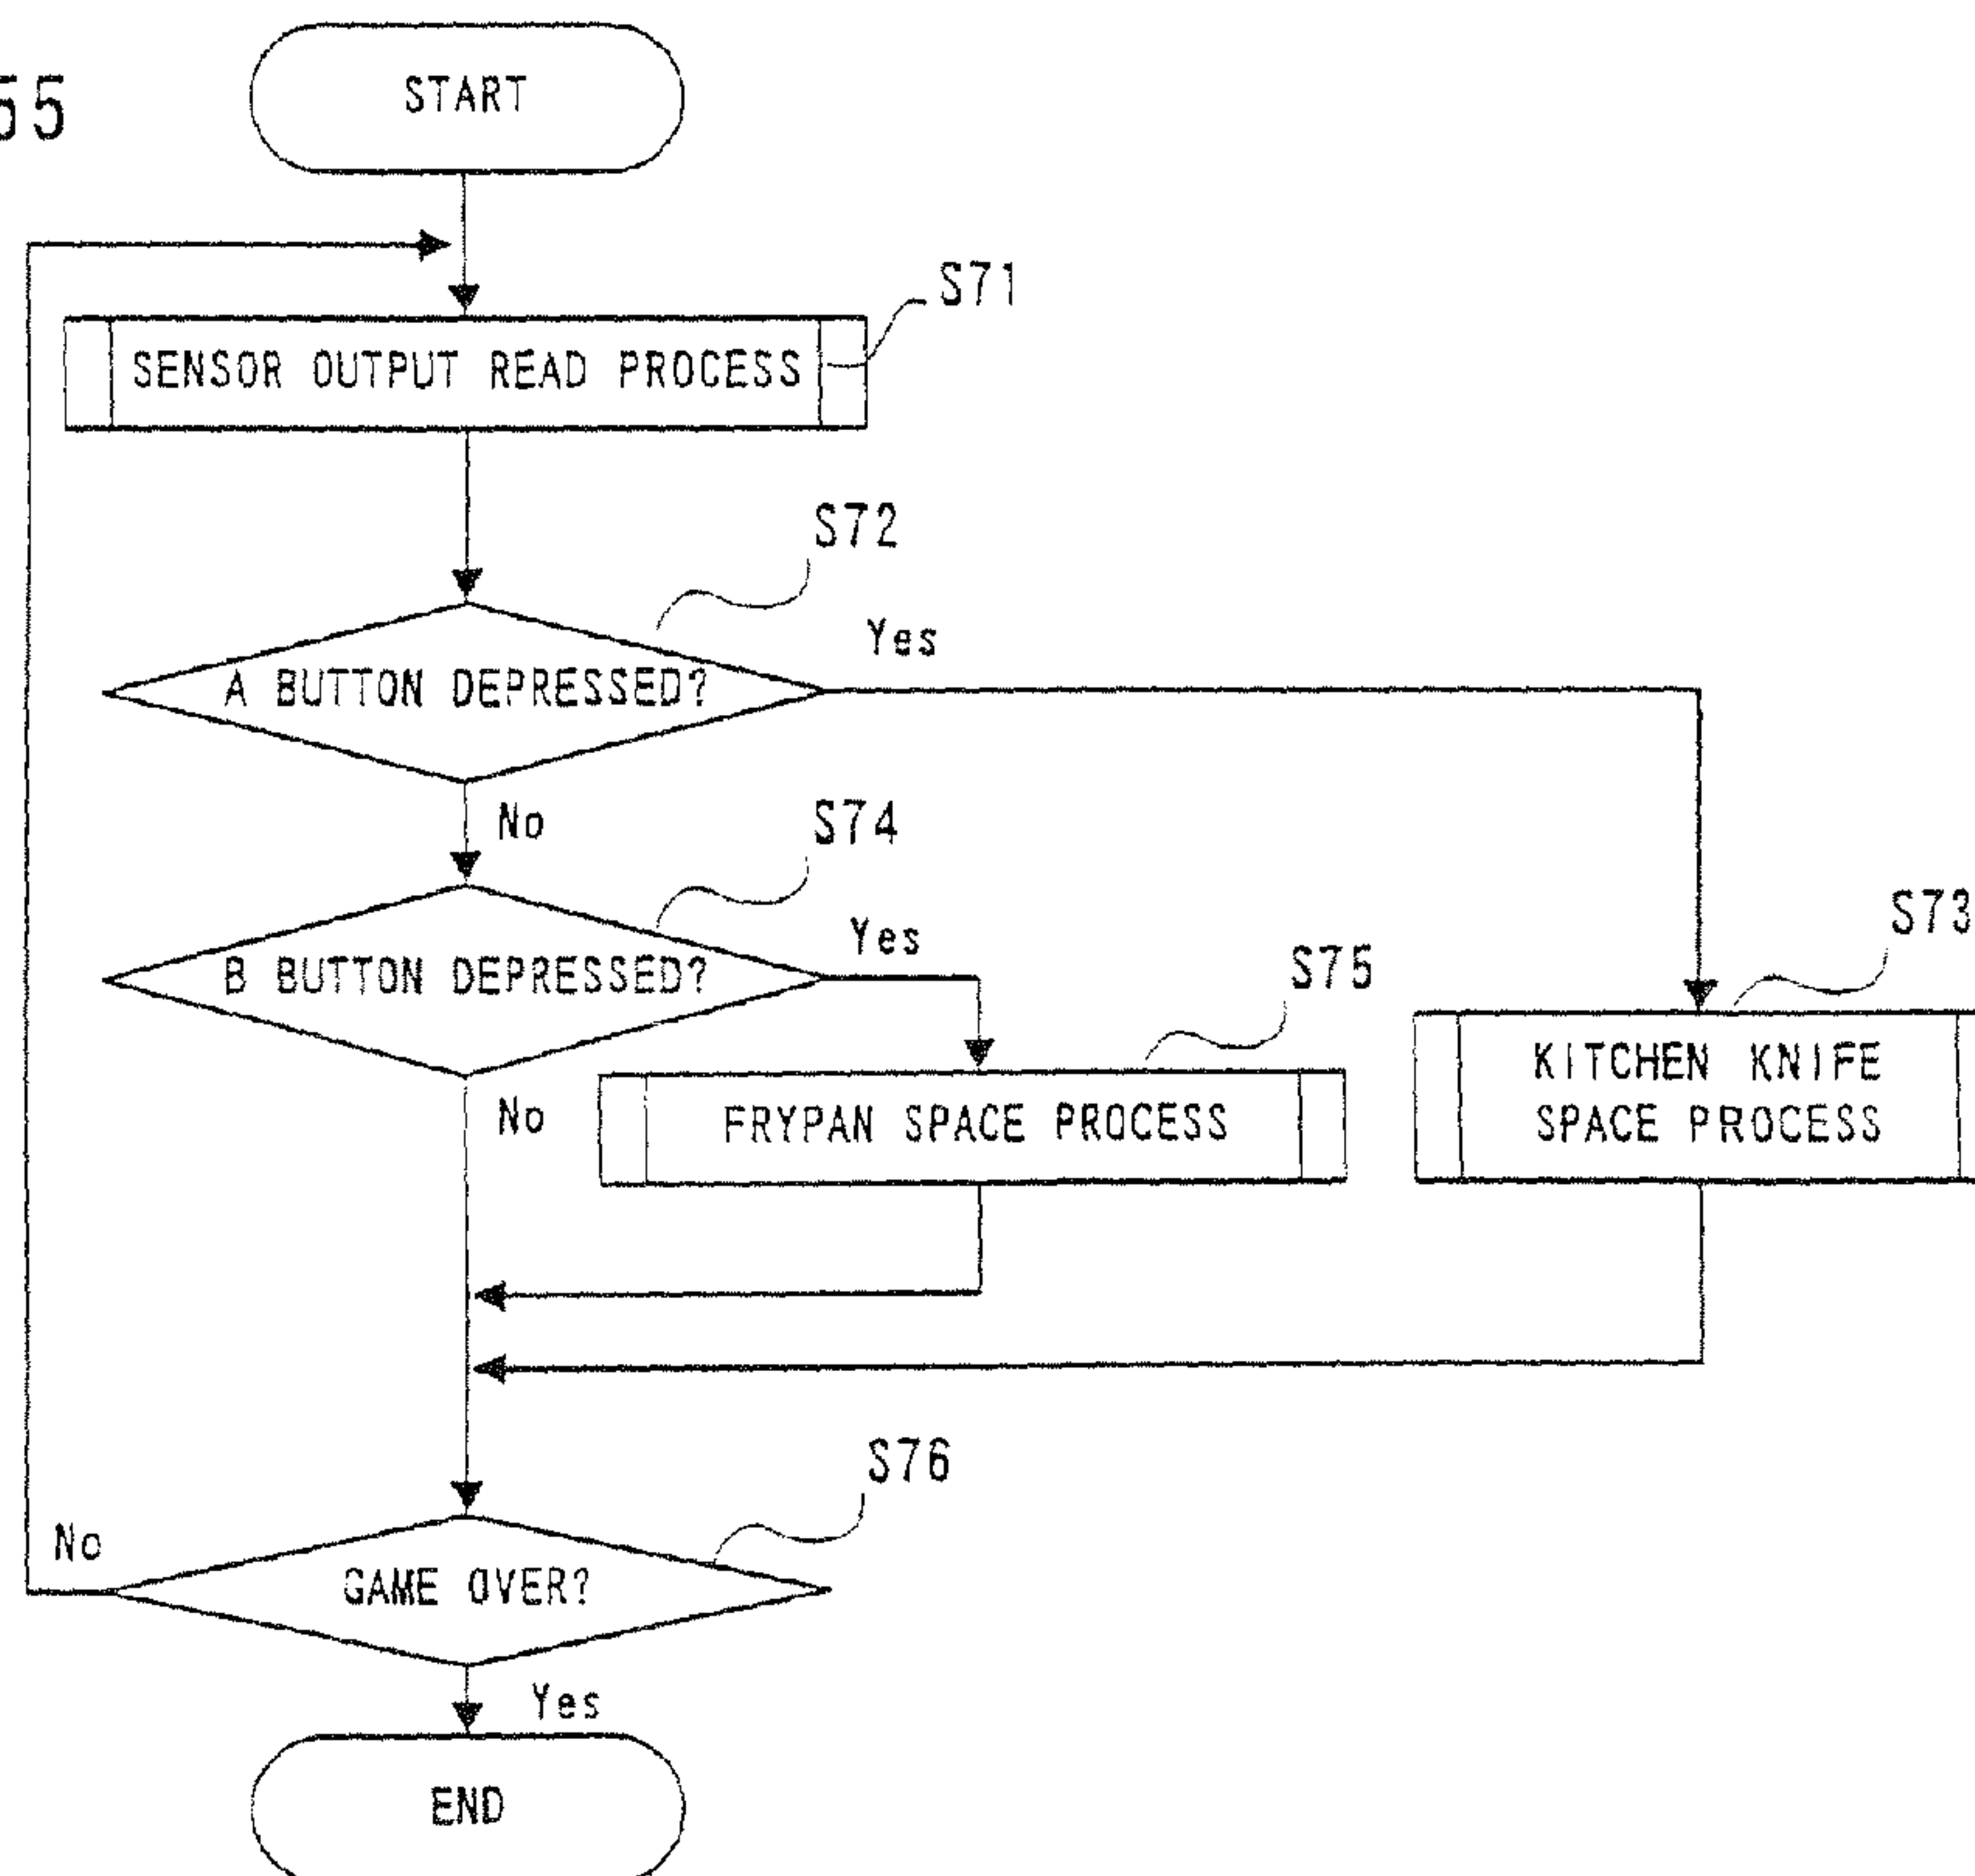 55
START
S71
SENSOR OUTPUT READ PROCESS
S72
Yes
A BUTTON DEPRESSED?
No
S74
Yes
B BUTTON DEPRESSED?
S73
S75
No
KITCHEN KNIFE
SPACE PROCESS
FRYPAN SPACE PROCESS
S76
No
GAME OVER?
Yes
END